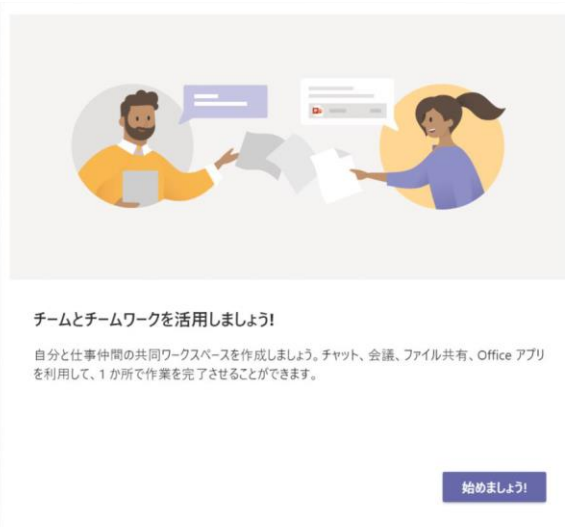 チームとチームワークを活用しましょう!
自分と仕事仲間の共同ワークスペースを作成しましょう。チャット、会議、ファイル共有、Office アプリ
を利用して、1 か所で作業を完了させることができます。
始めましょう!